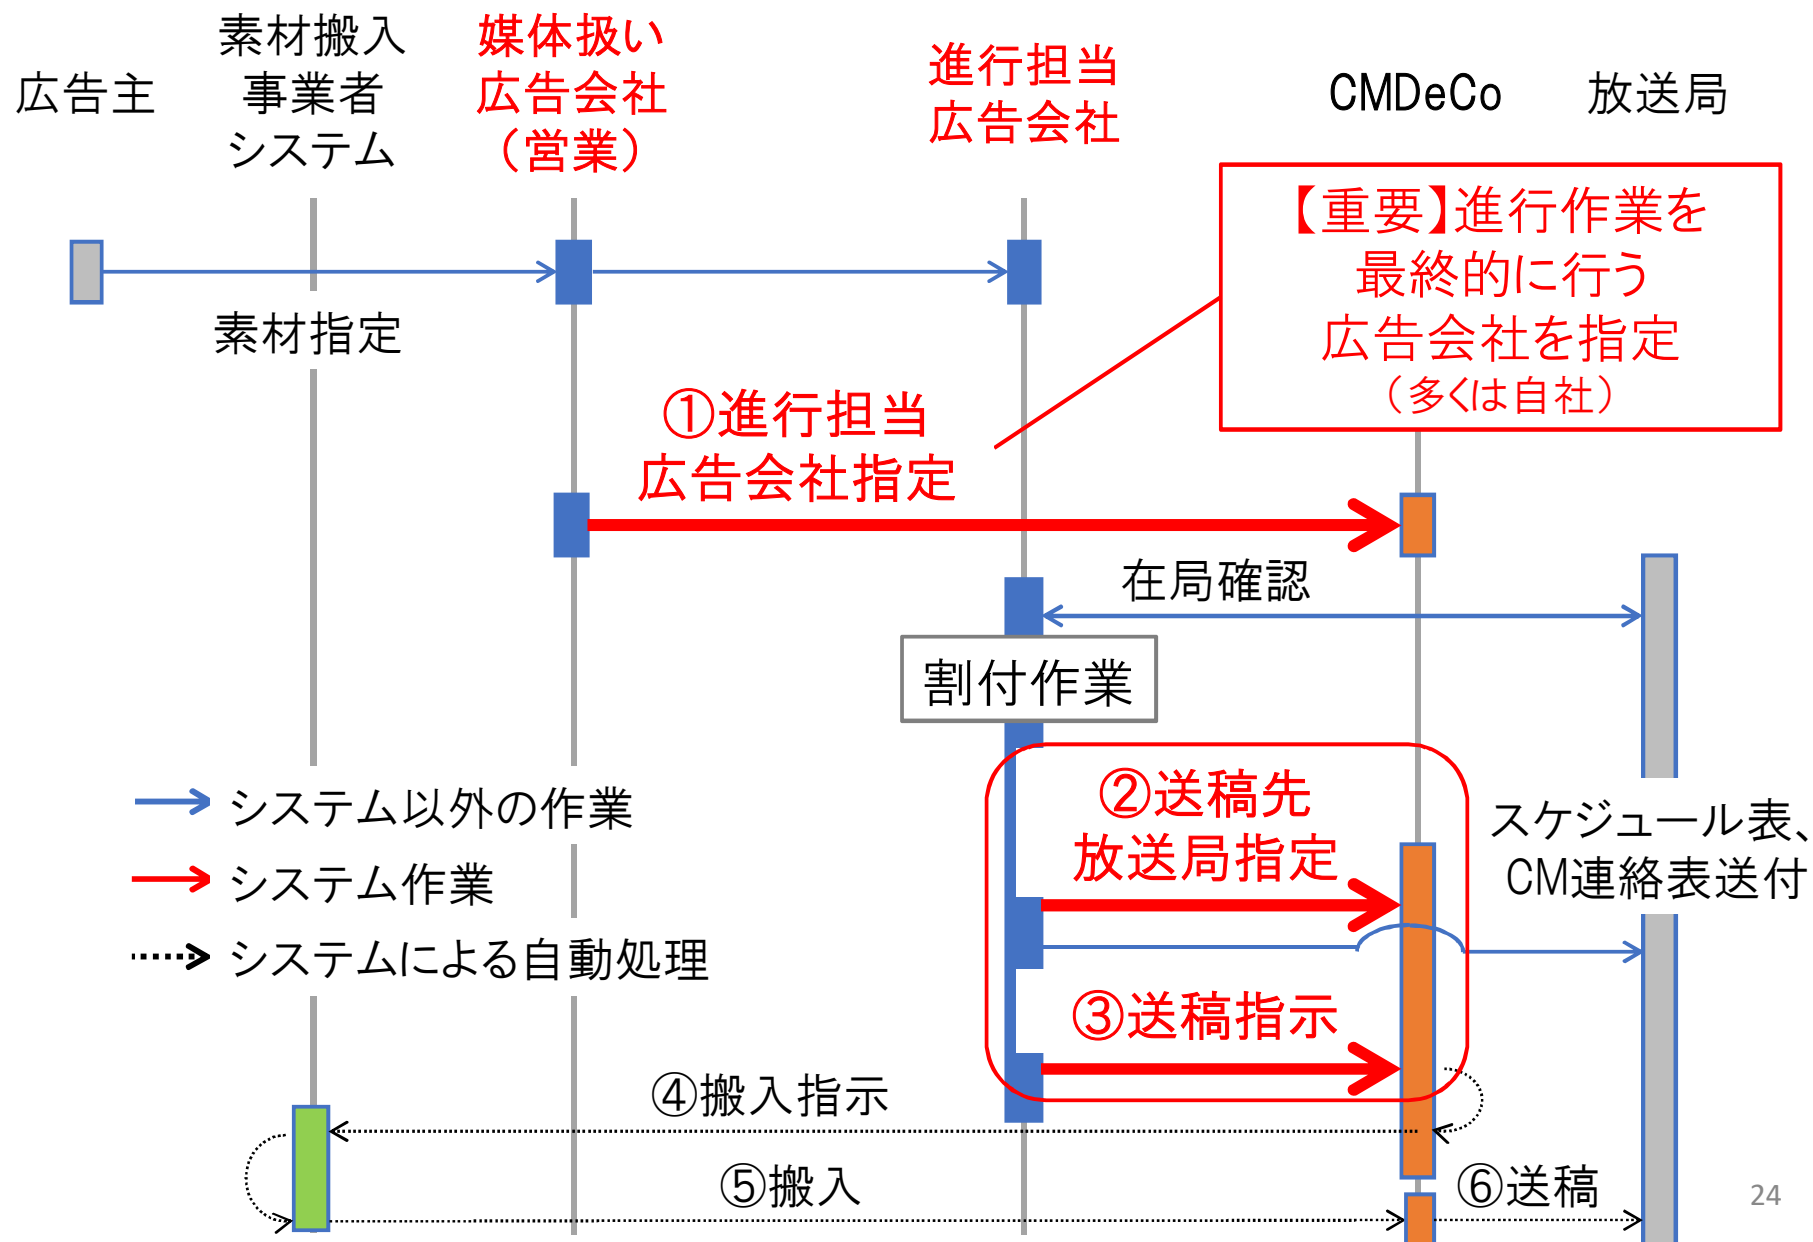 広告主
素材搬入
事業者
システム
媒体扱い
広告会社
（営業）
進行担当
広告会社
CMDeCo
放送局
【重要】進行作業を
最終的に行う
広告会社を指定
（多くは自社）
素材指定
①進行担当
広告会社指定
在局確認
割付作業
②送稿先
放送局指定
システム以外の作業
システム作業
システムによる自動処理
スケジュール表、
CM連絡表送付
③送稿指示
④搬入指示
⑤搬入
⑥送稿
24